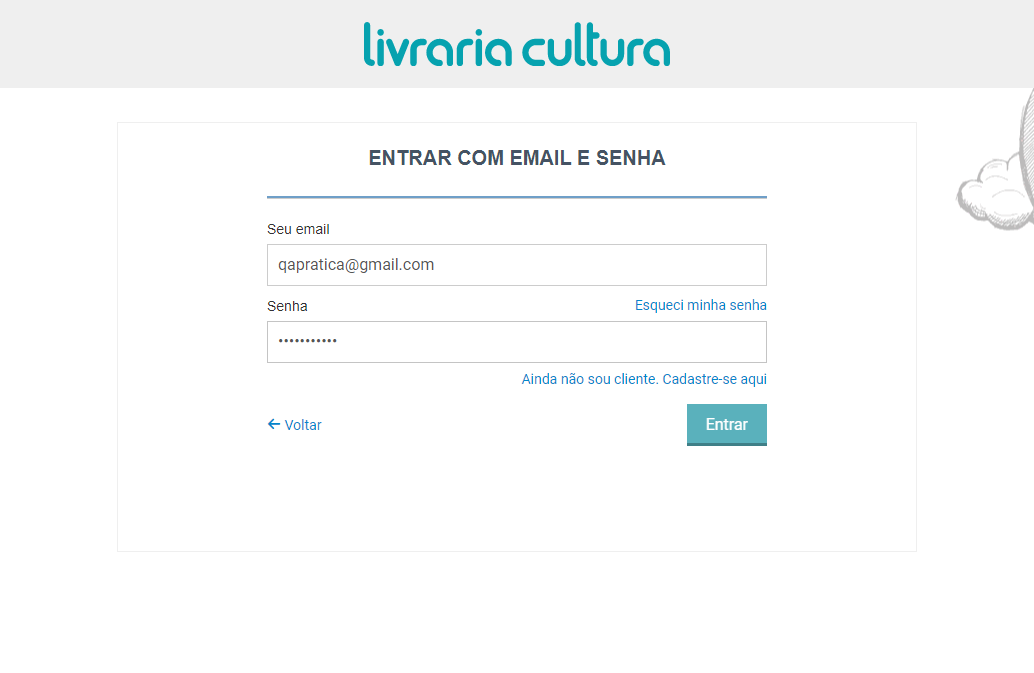 livraria cultura
ENTRAR COM EMAIL E SENHA
Seu email
qapratica@gmail.com
Senha
Esqueci minha senha
•••••••••••
Ainda não sou cliente. Cadastre-se aqui
Voltar
Entrar